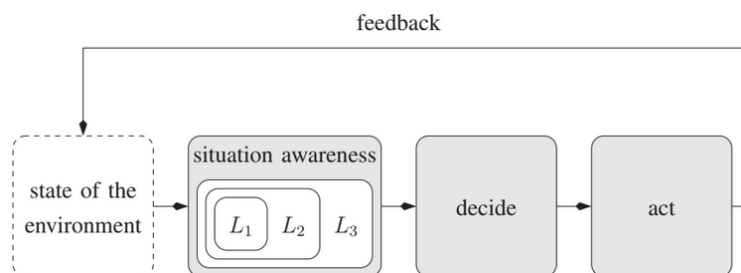 feedback
state of the
environment
situation awareness
L₁ L₂ L₃
decide
act